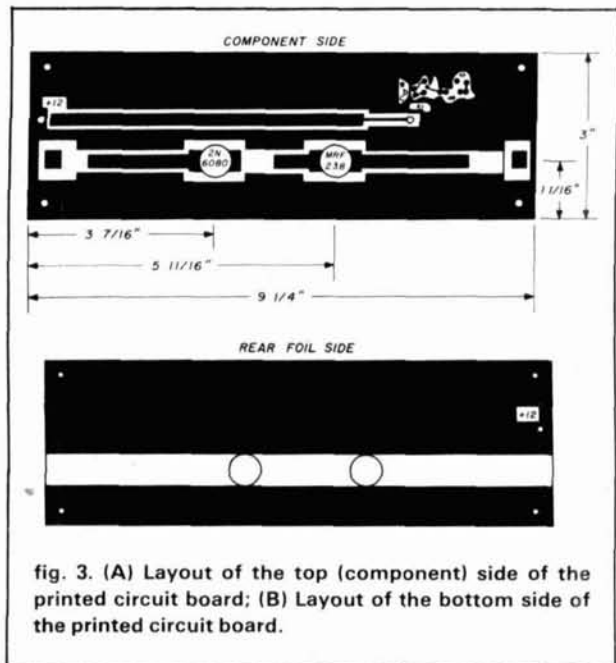 COMPONENT SIDE
+12
2N
6080
MRF
238
3"
1 1/16"
3 7/16"
5 11/16"
9 1/4"
REAR FOIL SIDE
+12
fig. 3. (A) Layout of the top (component) side of the
printed circuit board; (B) Layout of the bottom side of
the printed circuit board.